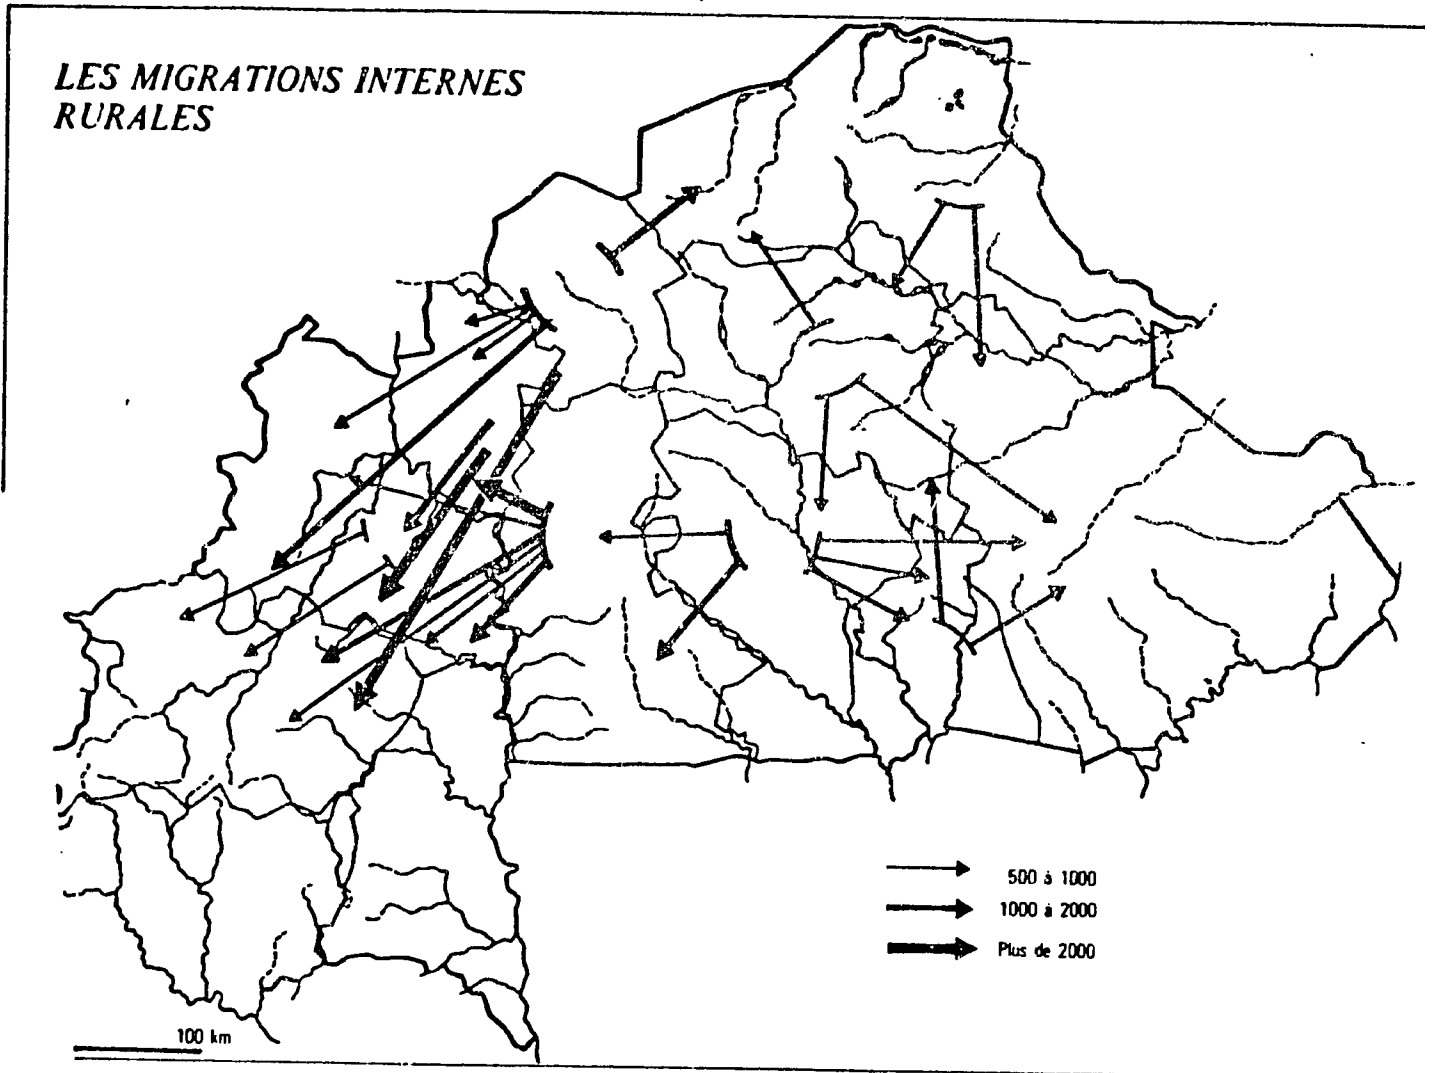 LES MIGRATIONS INTERNES
RURALES
500 à 1000
1000 à 2000
Plus de 2000
100 km